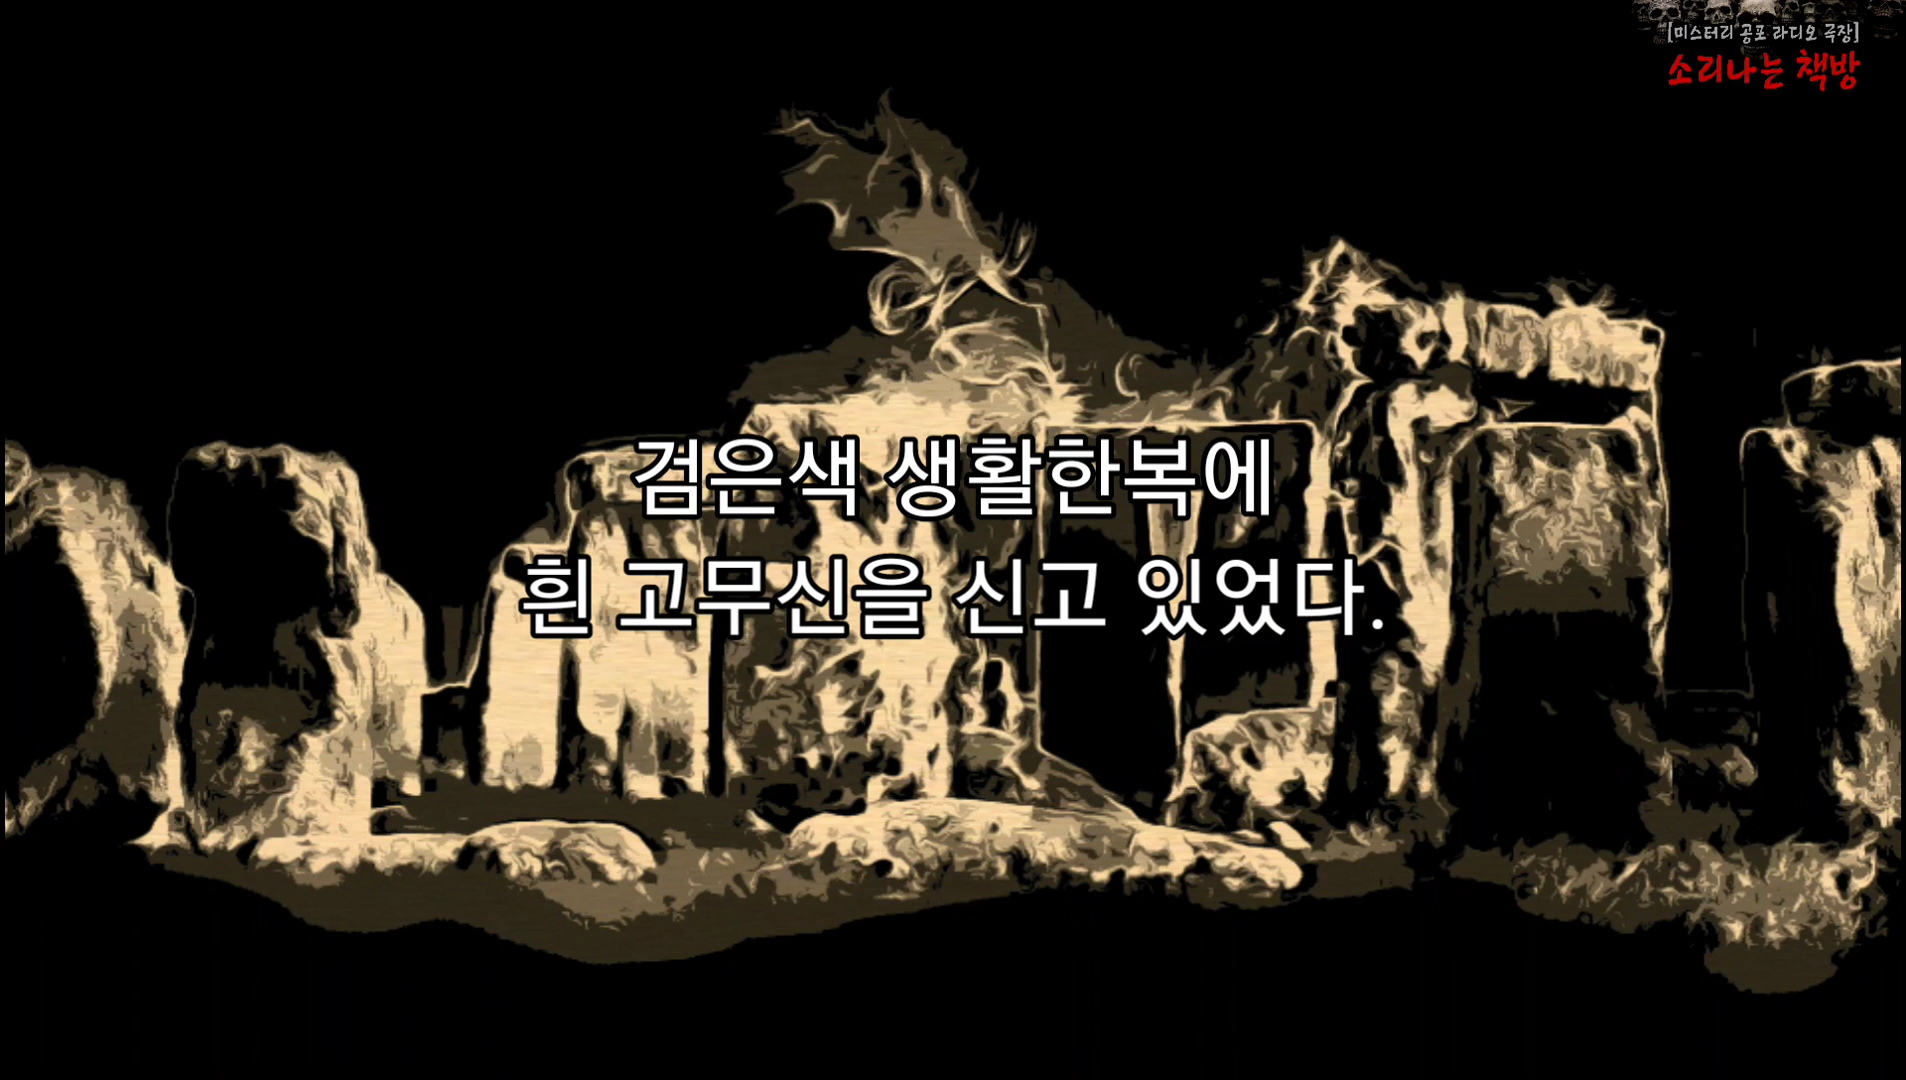 [미스터리 공포 라디오 극장]
소리나는 책방
검은색 생활한복에
흰 고무신을 신고 있었다.